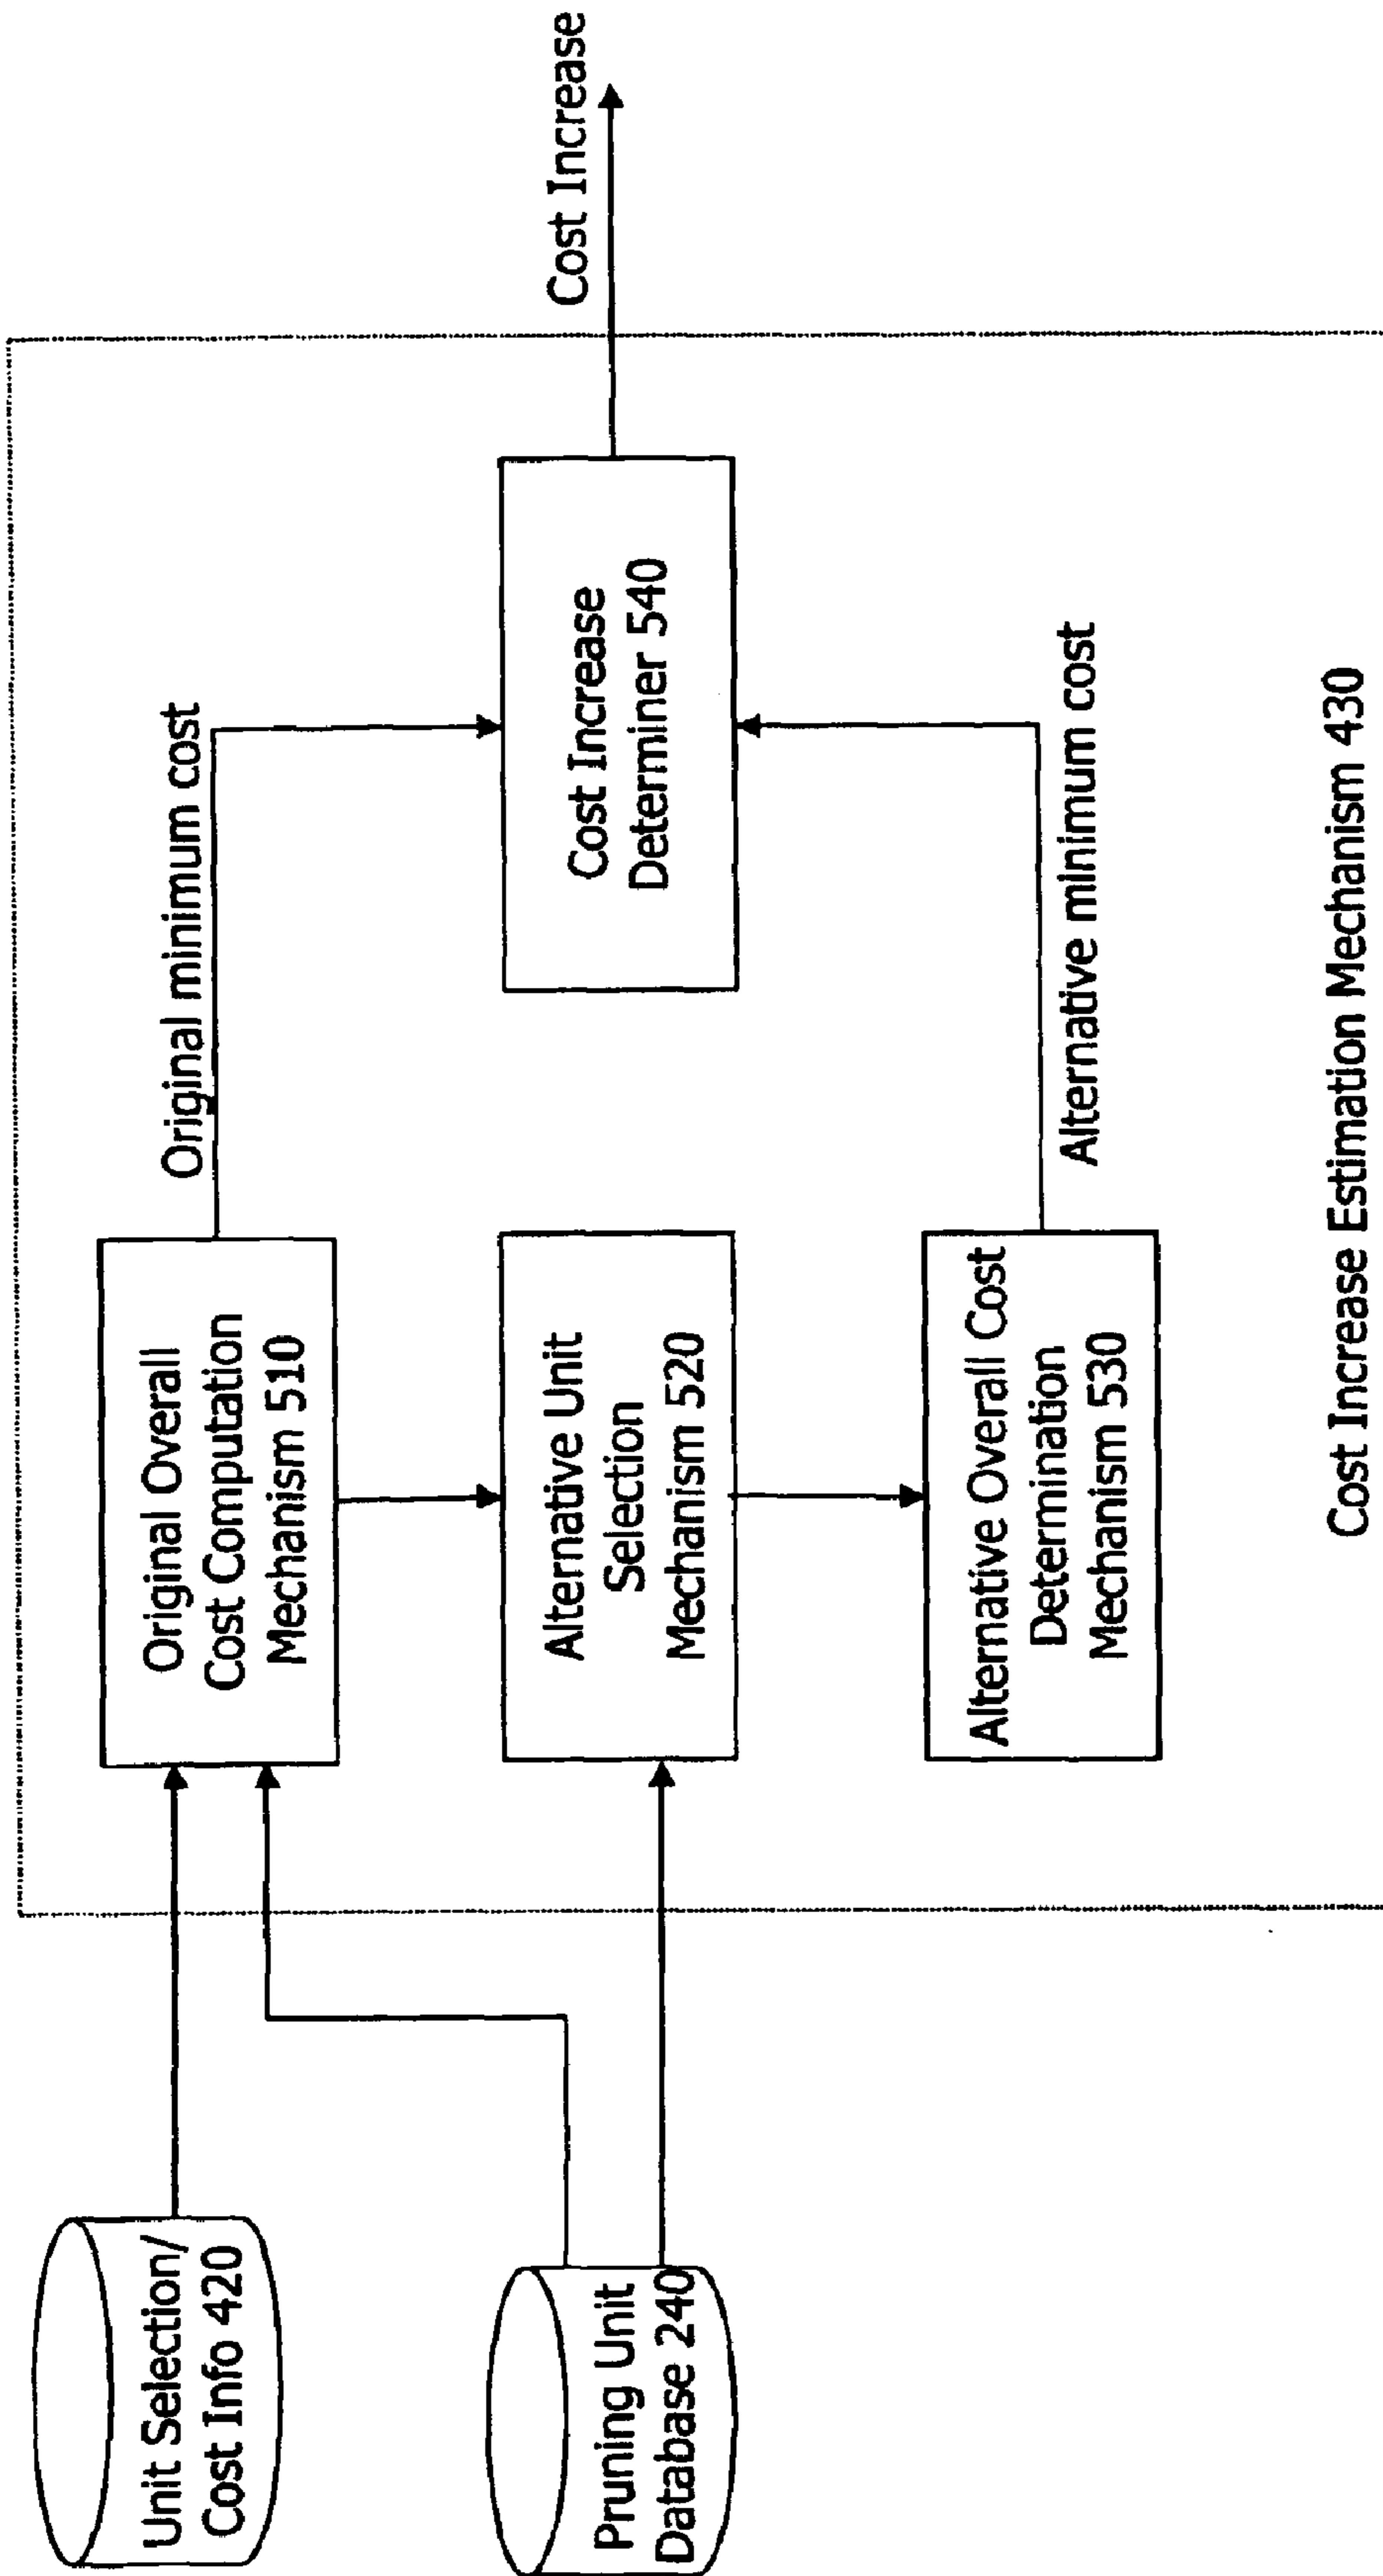 Unit Selection/
Cost Info 420
Pruning Unit
Database 240
Original Overall
Cost Computation
Mechanism 510
Alternative Unit
Selection
Mechanism 520
Alternative Overall Cost
Determination
Mechanism 530
Original minimum cost
Alternative minimum cost
Cost Increase
Determiner 540
Cost Increase
Cost Increase Estimation Mechanism 430